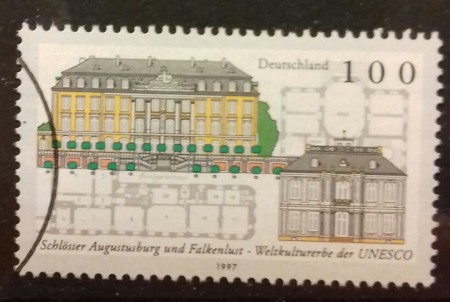 Deutschland 100
Schlösser Augustusburg und Falkenlust - Weltkulturerbe der UNESCO
1997